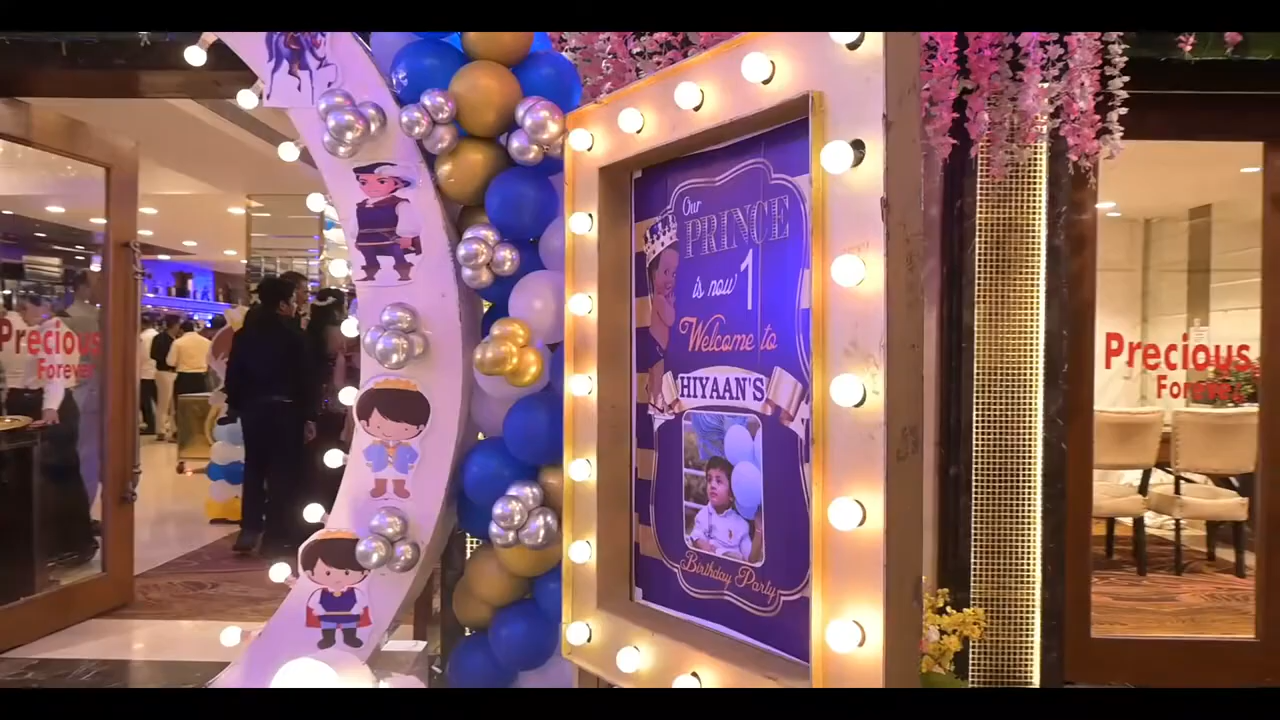 Precious
Forever
Our
PRINCE
is now 1
Welcome to
HIYAAN'S
Birthday Party
Precious
Forever